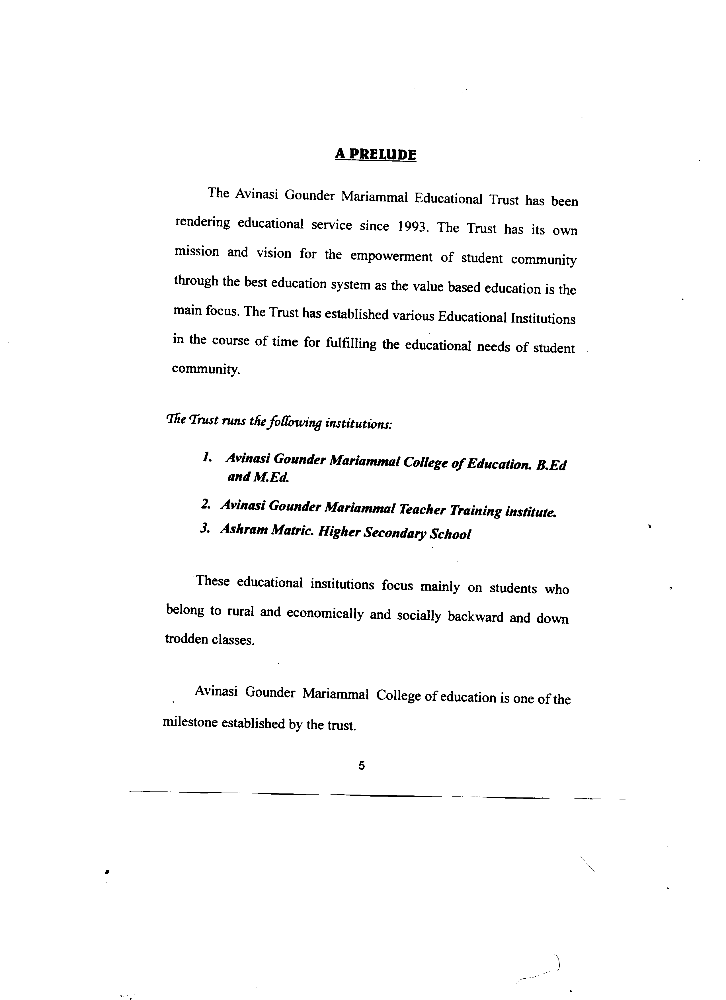 A PRELUDE
The Avinasi Gounder Mariammal Educational Trust has been
rendering educational service since 1993. The Trust has its own
mission and vision for the empowerment of student community
through the best education system as the value based education is the
main focus. The Trust has established various Educational Institutions
in the course of time for fulfilling the educational needs of student
community.
The Trust runs the following institutions:
1. Avinasi Gounder Mariammal College of Education. B.Ed
and M.Ed.
2. Avinasi Gounder Mariammal Teacher Training institute.
3. Ashram Matric. Higher Secondary School
These educational institutions focus mainly on students who
belong to rural and economically and socially backward and down
trodden classes.
Avinasi Gounder Mariammal College of education is one of the
milestone established by the trust.
5